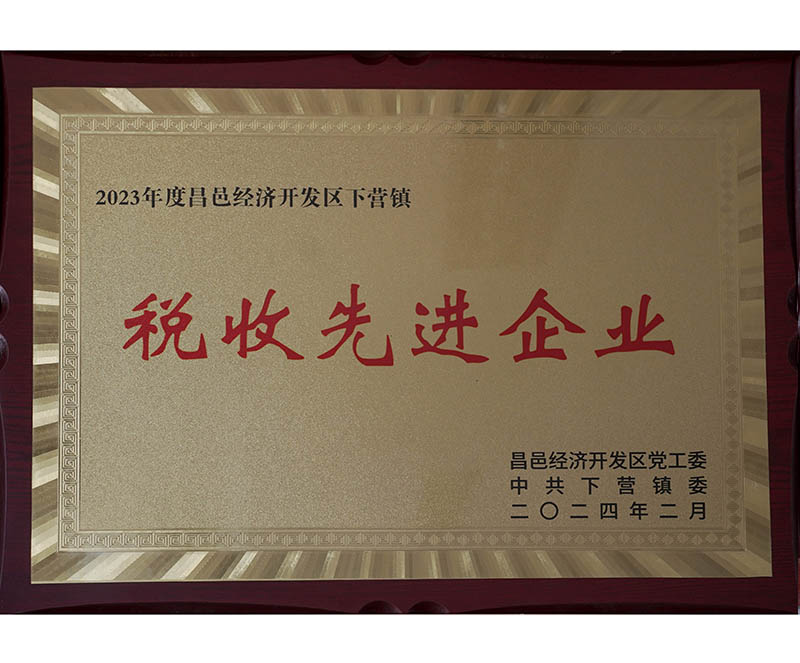 2023年度昌邑经济开发区下营镇
税收先进企业
昌邑经济开发区党工委
中共下营镇委
二〇二四年二月